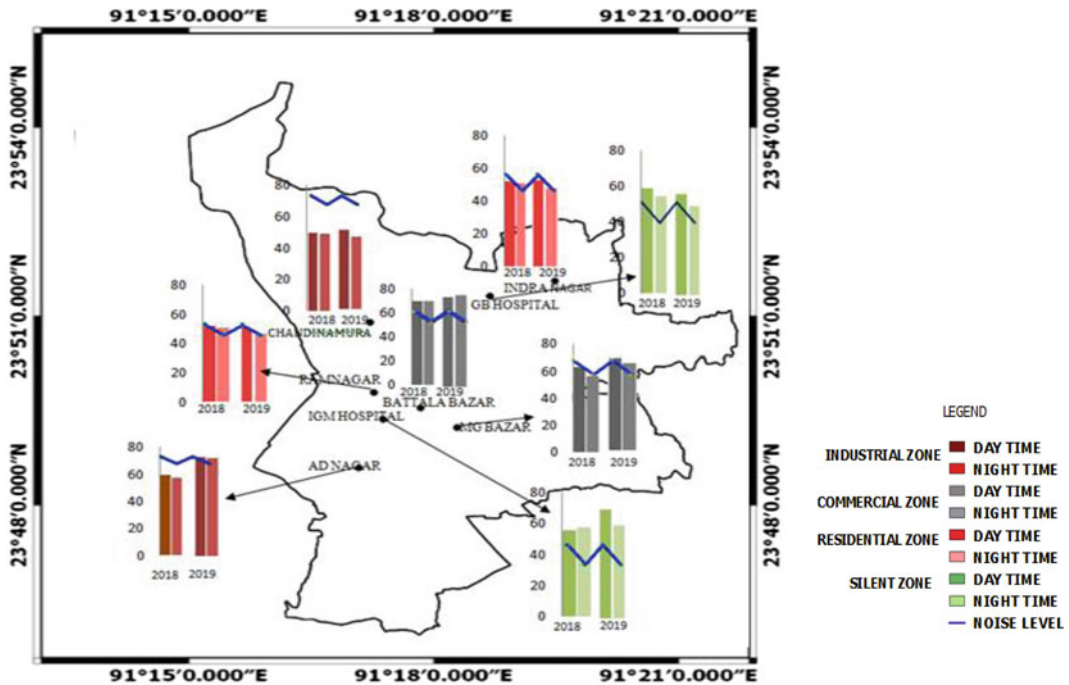 91°15′0.000″E 91°18′0.000″E 91°21′0.000″E
23°54′0.000″N
23°51′0.000″N
23°48′0.000″N
23°54′0.000″N
23°51′0.000″N
23°48′0.000″N
80
60
40
20
0
2018 2019
INDRA NAGAR
80
60
40
20
0
2018 2019
GB HOSPITAL
80
60
40
20
0
2018 2019
CHANDINAMURA
80
60
40
20
0
2018 2019
BATTALA BAZAR
80
60
40
20
0
2018 2019
RAMNAGAR
80
60
40
20
0
2018 2019
MG BAZAR
IGM HOSPITAL
80
60
40
20
0
2018 2019
AD NAGAR
80
60
40
20
0
2018 2019
91°15′0.000″E 91°18′0.000″E 91°21′0.000″E
LEGEND
INDUSTRIAL ZONE DAY TIME
NIGHT TIME
COMMERCIAL ZONE DAY TIME
NIGHT TIME
RESIDENTIAL ZONE DAY TIME
NIGHT TIME
SILENT ZONE DAY TIME
NIGHT TIME
NOISE LEVEL